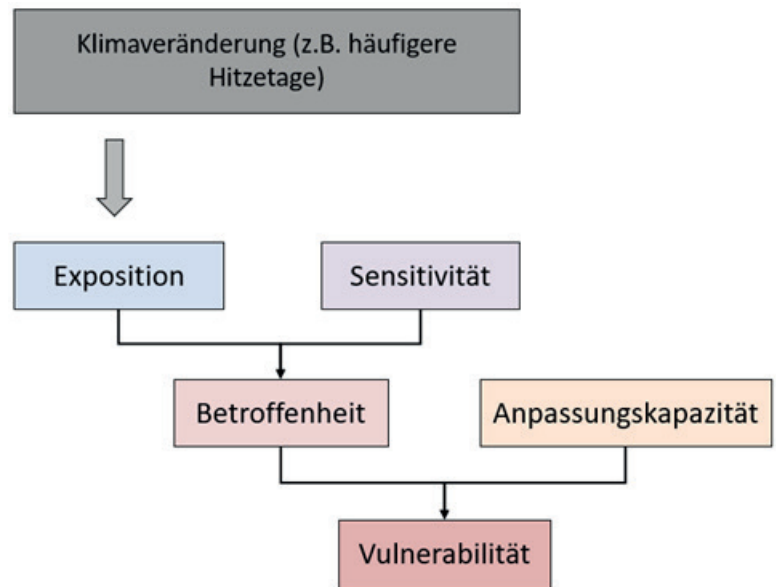 Klimaveränderung (z.B. häufigere
Hitzetage)
Exposition
Sensitivität
Betroffenheit
Anpassungskapazität
Vulnerabilität